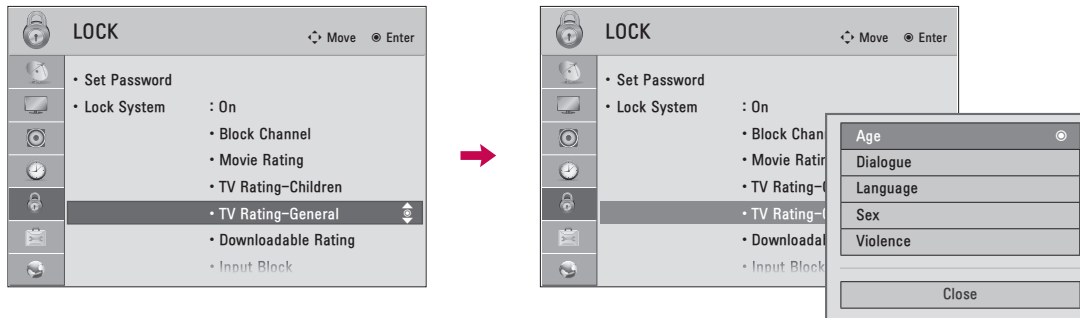 LOCK
Move Enter
• Set Password
• Lock System : On
• Block Channel
• Movie Rating
• TV Rating-Children
• TV Rating-General
• Downloadable Rating
• Input Block
LOCK
Move Enter
• Set Password
• Lock System : On
• Block Chan
• Movie Ratin
• TV Rating-
• TV Rating-
• Downloadal
• Input Block
Age
Dialogue
Language
Sex
Violence
Close